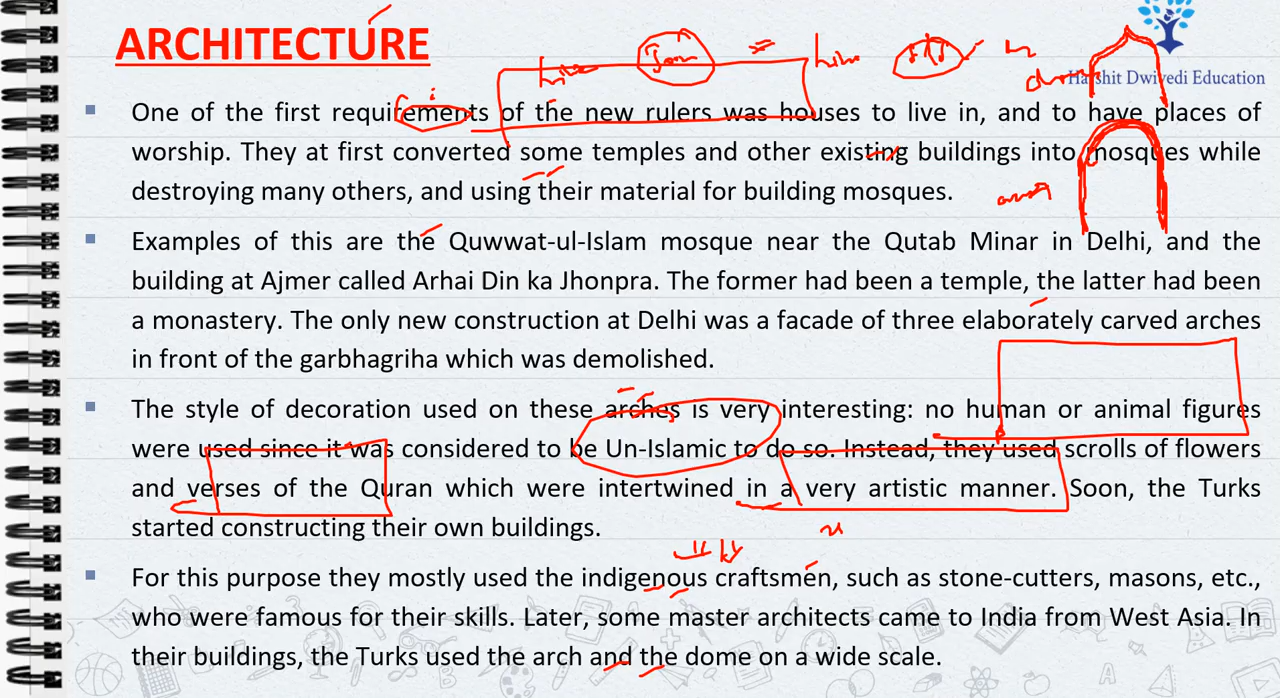 ARCHITECTURE
Harshit Dwivedi Education
One of the first requirements of the new rulers was houses to live in, and to have places of
worship. They at first converted some temples and other existing buildings into mosques while
destroying many others, and using their material for building mosques.
Examples of this are the Quwwat-ul-Islam mosque near the Qutab Minar in Delhi, and the
building at Ajmer called Arhai Din ka Jhonpra. The former had been a temple, the latter had been
a monastery. The only new construction at Delhi was a facade of three elaborately carved arches
in front of the garbhagriha which was demolished.
The style of decoration used on these arches is very interesting: no human or animal figures
were used since it was considered to be Un-Islamic to do so. Instead, they used scrolls of flowers
and verses of the Quran which were intertwined in a very artistic manner. Soon, the Turks
started constructing their own buildings.
For this purpose they mostly used the indigenous craftsmen, such as stone-cutters, masons, etc.,
who were famous for their skills. Later, some master architects came to India from West Asia. In
their buildings, the Turks used the arch and the dome on a wide scale.